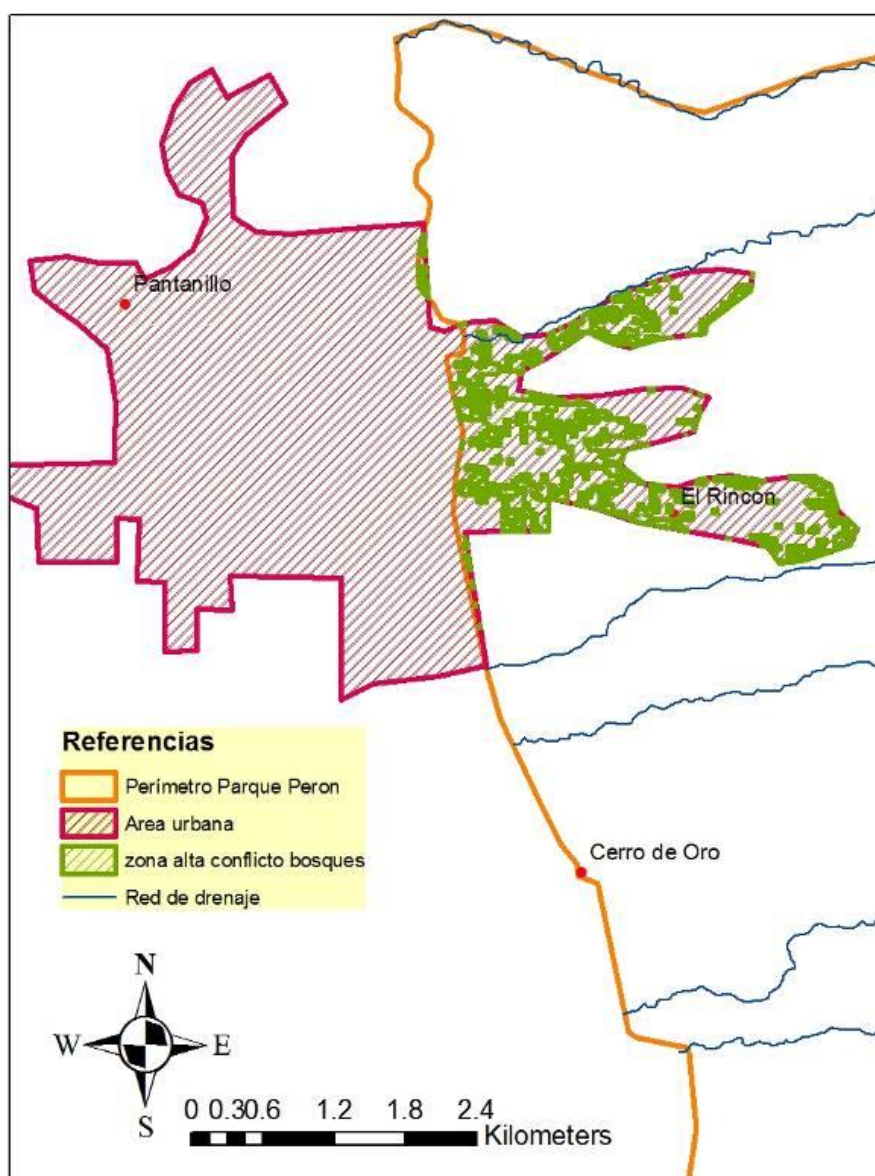 Pantanillo
El Rincon
Referencias
Perímetro Parque Peron
Area urbana
zona alta conflicto bosques
Red de drenaje
Cerro de Oro
N
W
E
S
0 0.30.6 1.2 1.8 2.4
Kilometers